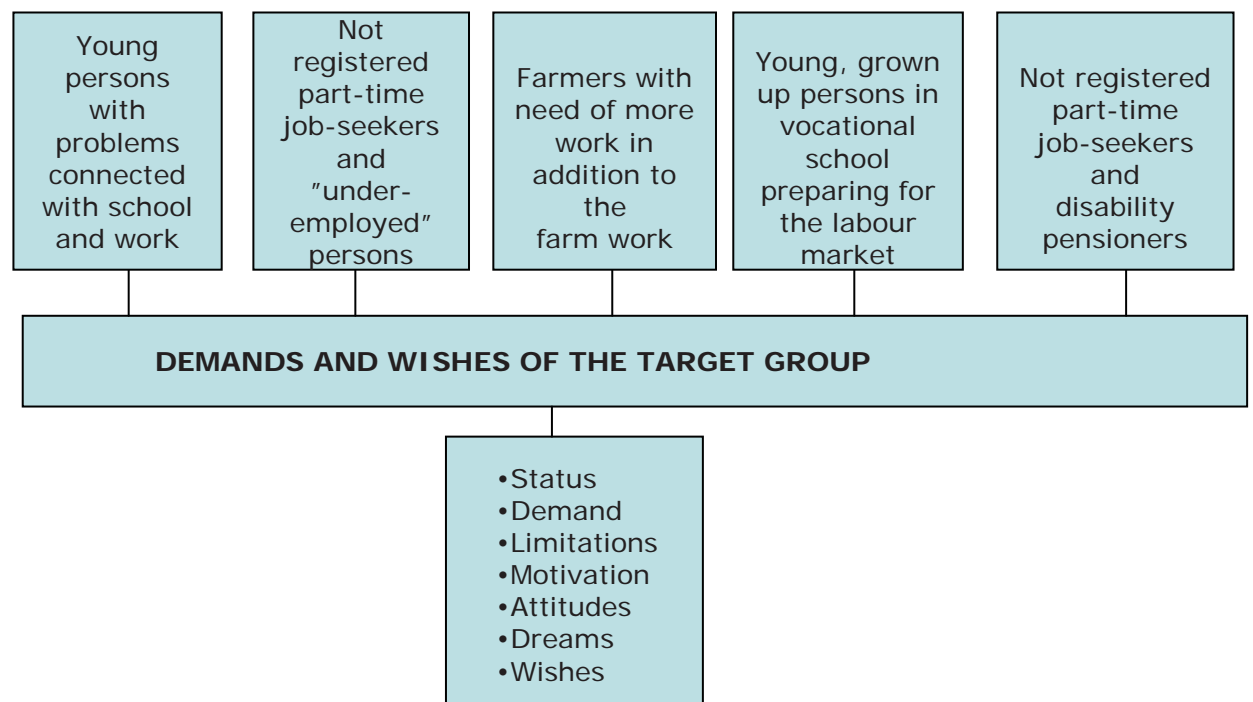 Young
persons
with
problems
connected
with school
and work
Not
registered
part-time
job-seekers
and
"under-
employed"
persons
Farmers with
need of more
work in
addition to
the
farm work
Young, grown
up persons in
vocational
school
preparing for
the labour
market
Not registered
part-time
job-seekers
and
disability
pensioners
DEMANDS AND WISHES OF THE TARGET GROUP
•Status
•Demand
•Limitations
•Motivation
•Attitudes
•Dreams
•Wishes